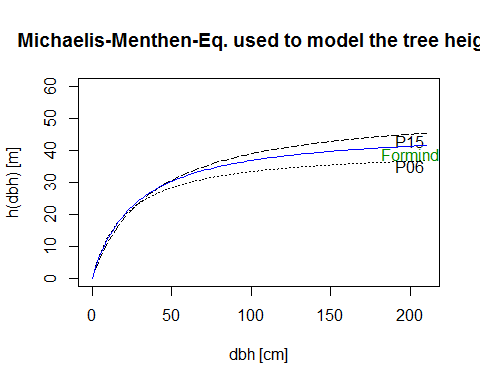 Michaelis-Menthen-Eq. used to model the tree heig
h(dbh) [m]
60
50
40
30
20
10
0
P15
Formind
P06
0 50 100 150 200
dbh [cm]